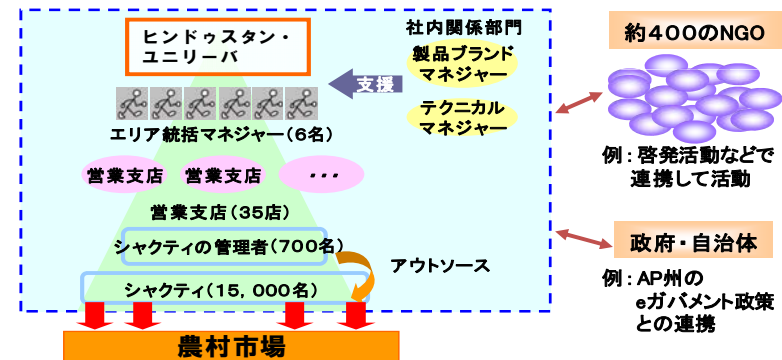 ヒンドゥスタン・
ユニリーバ
社内関係部門
製品ブランド
マネジャー
支援
テクニカル
マネジャー
エリア統括マネジャー(6名)
営業支店
営業支店
・・・
営業支店(35店)
シャクティの管理者(700名)
アウトソース
シャクティ(15,000名)
農村市場
約400のNGO
例:啓発活動などで
連携して活動
政府・自治体
例:AP州の
eガバメント政策
との連携